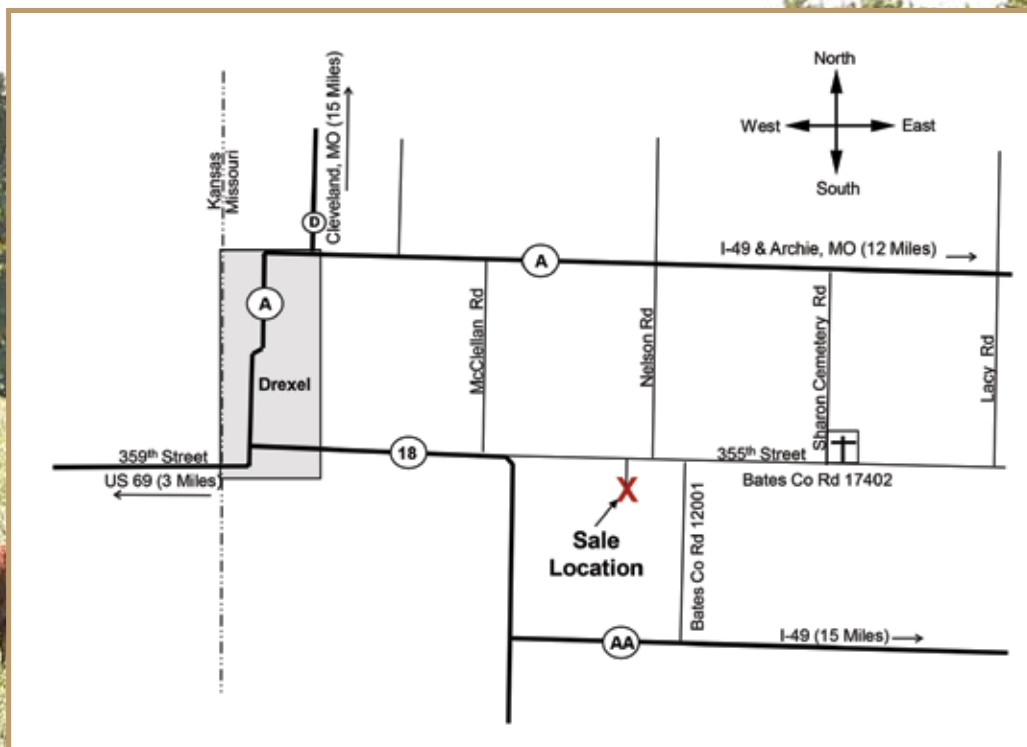 North
West
East
South
Kansas
Missouri
Cleveland, MO (15 Miles)
D
I-49 & Archie, MO (12 Miles)
A
A
McClellan Rd
Nelson Rd
Sharon Cemetery Rd
Lacy Rd
Drexel
359th Street
US 69 (3 Miles)
18
355th Street
Bates Co Rd 17402
X
Sale
Location
Bates Co Rd 12001
AA
I-49 (15 Miles)